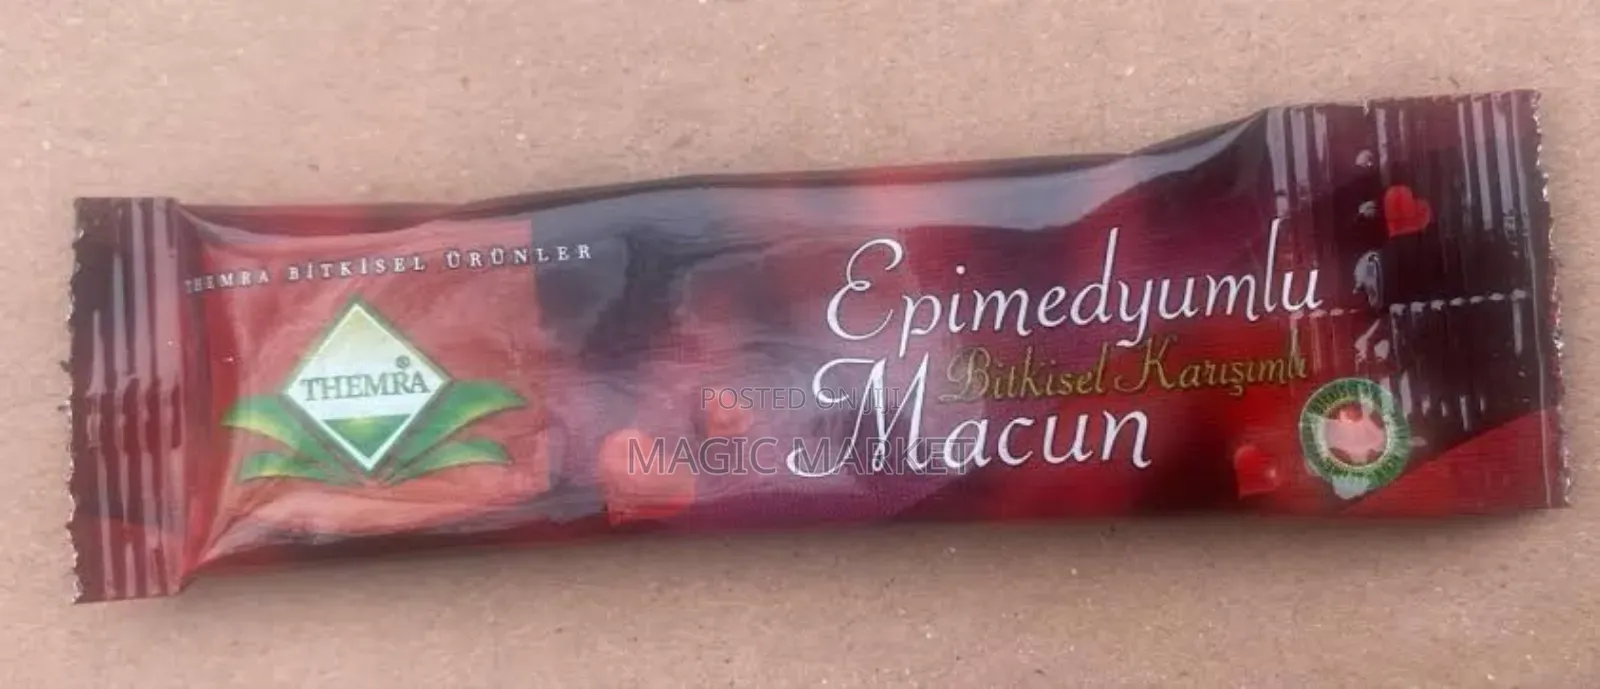 THEMRA BİTKİSEL ÜRÜNLER
THEMRA®
Epimedyumlu
Bitkisel Karışımlı
Macun
POSTED ON JIJI
MAGIC MARKET